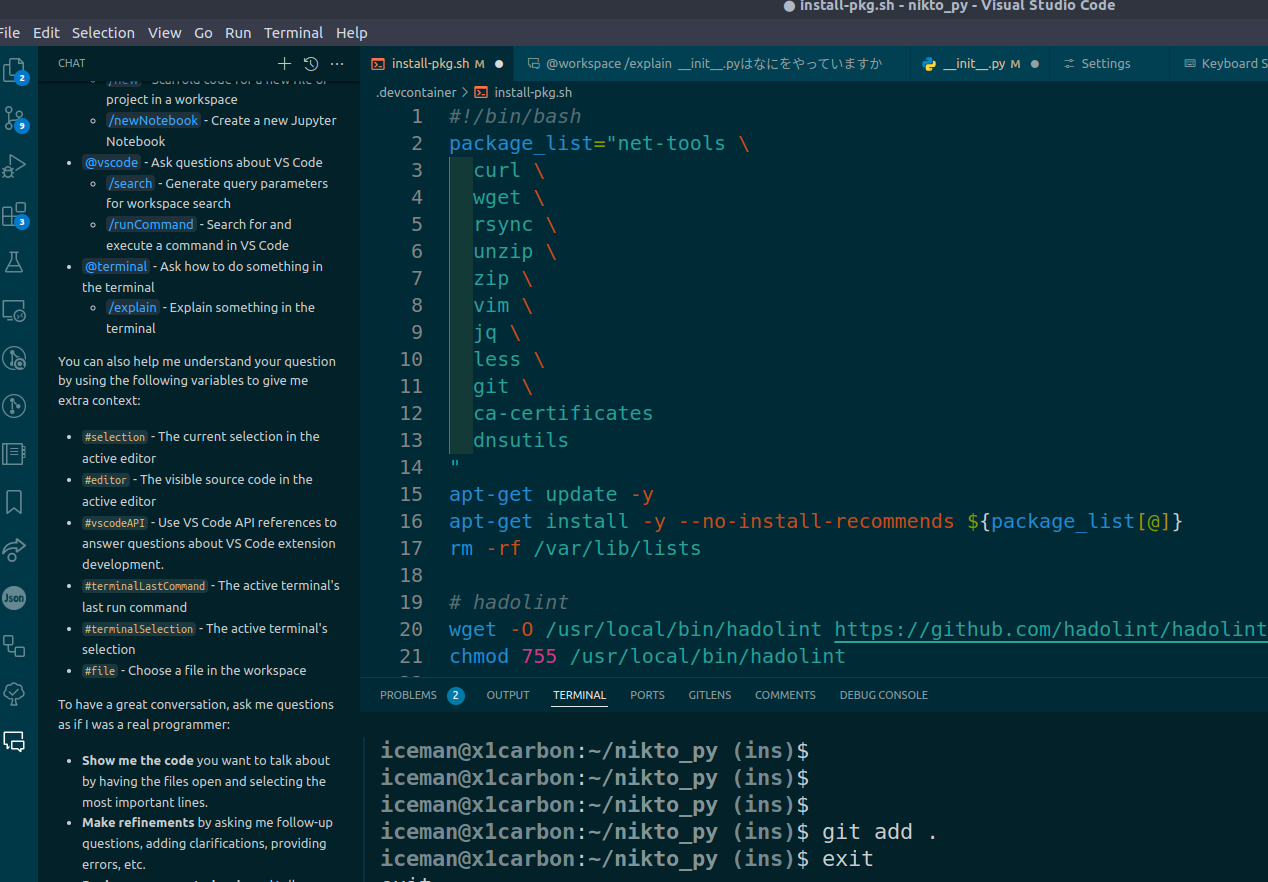 install-pkg.sh - nikto_py - Visual Studio Code
File Edit Selection View Go Run Terminal Help
CHAT
/new - Scaffold code for a new file or
project in a workspace
/newNotebook - Create a new Jupyter
Notebook
@vscode - Ask questions about VS Code
/search - Generate query parameters
for workspace search
/runCommand - Search for and
execute a command in VS Code
@terminal - Ask how to do something in
the terminal
/explain - Explain something in the
terminal
You can also help me understand your question
by using the following variables to give me
extra context:
#selection - The current selection in the
active editor
#editor - The visible source code in the
active editor
#vscodeAPI - Use VS Code API references to
answer questions about VS Code extension
development.
#terminalLastCommand - The active terminal's
last run command
#terminalSelection - The active terminal's
selection
#file - Choose a file in the workspace
To have a great conversation, ask me questions
as if I was a real programmer:
Show me the code you want to talk about
by having the files open and selecting the
most important lines.
Make refinements by asking me follow-up
questions, adding clarifications, providing
errors, etc.
2
9
3
Json
install-pkg.sh M
@workspace /explain __init__.pyはなにをやっていますか
__init__.py M
Settings
Keyboard S
.devcontainer > install-pkg.sh
1 #!/bin/bash
2 package_list="net-tools \
3 curl \
4 wget \
5 rsync \
6 unzip \
7 zip \
8 vim \
9 jq \
10 less \
11 git \
12 ca-certificates
13 dnsutils
14 "
15 apt-get update -y
16 apt-get install -y --no-install-recommends ${package_list[@]}
17 rm -rf /var/lib/lists
18
19 # hadolint
20 wget -O /usr/local/bin/hadolint https://github.com/hadolint/hadolint
21 chmod 755 /usr/local/bin/hadolint
PROBLEMS 2 OUTPUT TERMINAL PORTS GITLENS COMMENTS DEBUG CONSOLE
iceman@x1carbon:~/nikto_py (ins)$
iceman@x1carbon:~/nikto_py (ins)$
iceman@x1carbon:~/nikto_py (ins)$
iceman@x1carbon:~/nikto_py (ins)$ git add .
iceman@x1carbon:~/nikto_py (ins)$ exit
exit